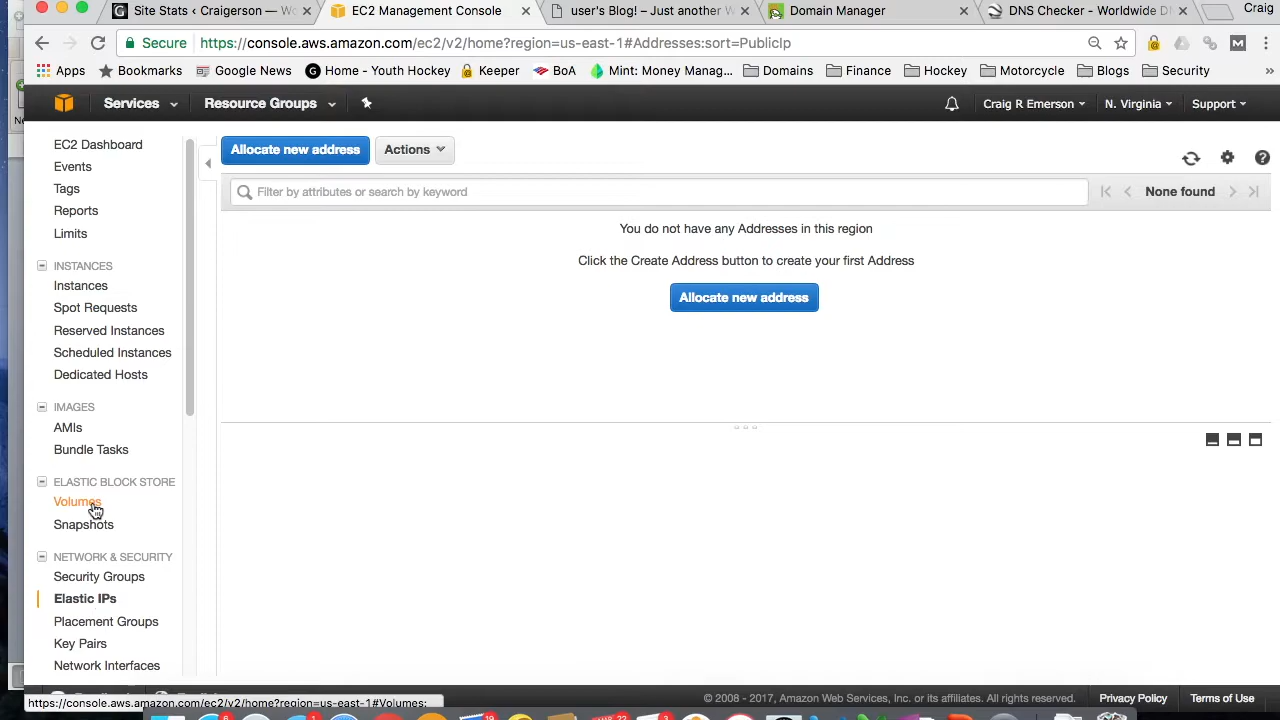 Site Stats ‹ Craigerson — Wo
EC2 Management Console
user's Blog! – Just another W
Domain Manager
DNS Checker - Worldwide D
Craig
Secure
https://console.aws.amazon.com/ec2/v2/home?region=us-east-1#Addresses:sort=PublicIp
Apps
Bookmarks
Google News
Home - Youth Hockey
Keeper
BoA
Mint: Money Manag...
Domains
Finance
Hockey
Motorcycle
Blogs
Security
»
Services
Resource Groups
Craig R Emerson
N. Virginia
Support
EC2 Dashboard
Events
Tags
Reports
Limits
INSTANCES
Instances
Spot Requests
Reserved Instances
Scheduled Instances
Dedicated Hosts
IMAGES
AMIs
Bundle Tasks
ELASTIC BLOCK STORE
Volumes
Snapshots
NETWORK & SECURITY
Security Groups
Elastic IPs
Placement Groups
Key Pairs
Network Interfaces
Allocate new address
Actions
Filter by attributes or search by keyword
None found
You do not have any Addresses in this region
Click the Create Address button to create your first Address
Allocate new address
https://console.aws.amazon.com/ec2/v2/home?region=us-east-1#Volumes:
© 2008 - 2017, Amazon Web Services, Inc. or its affiliates. All rights reserved.
Privacy Policy
Terms of Use